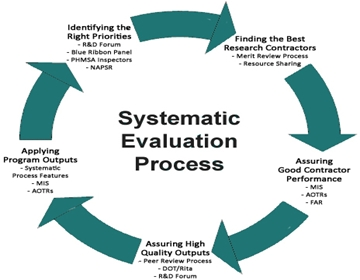 Identifying the
Right Priorities
- R&D Forum
- Blue Ribbon Panel
- PHMSA Inspectors
- NAPSR
Finding the Best
Research Contractors
- Merit Review Process
- Resource Sharing
Systematic
Evaluation
Process
Assuring
Good Contractor
Performance
- MIS
- AOTRs
- FAR
Assuring High
Quality Outputs
- Peer Review Process
- DOT/Rita
- R&D Forum
Applying
Program Outputs
- Systematic
Process Features
- MIS
- AOTRs